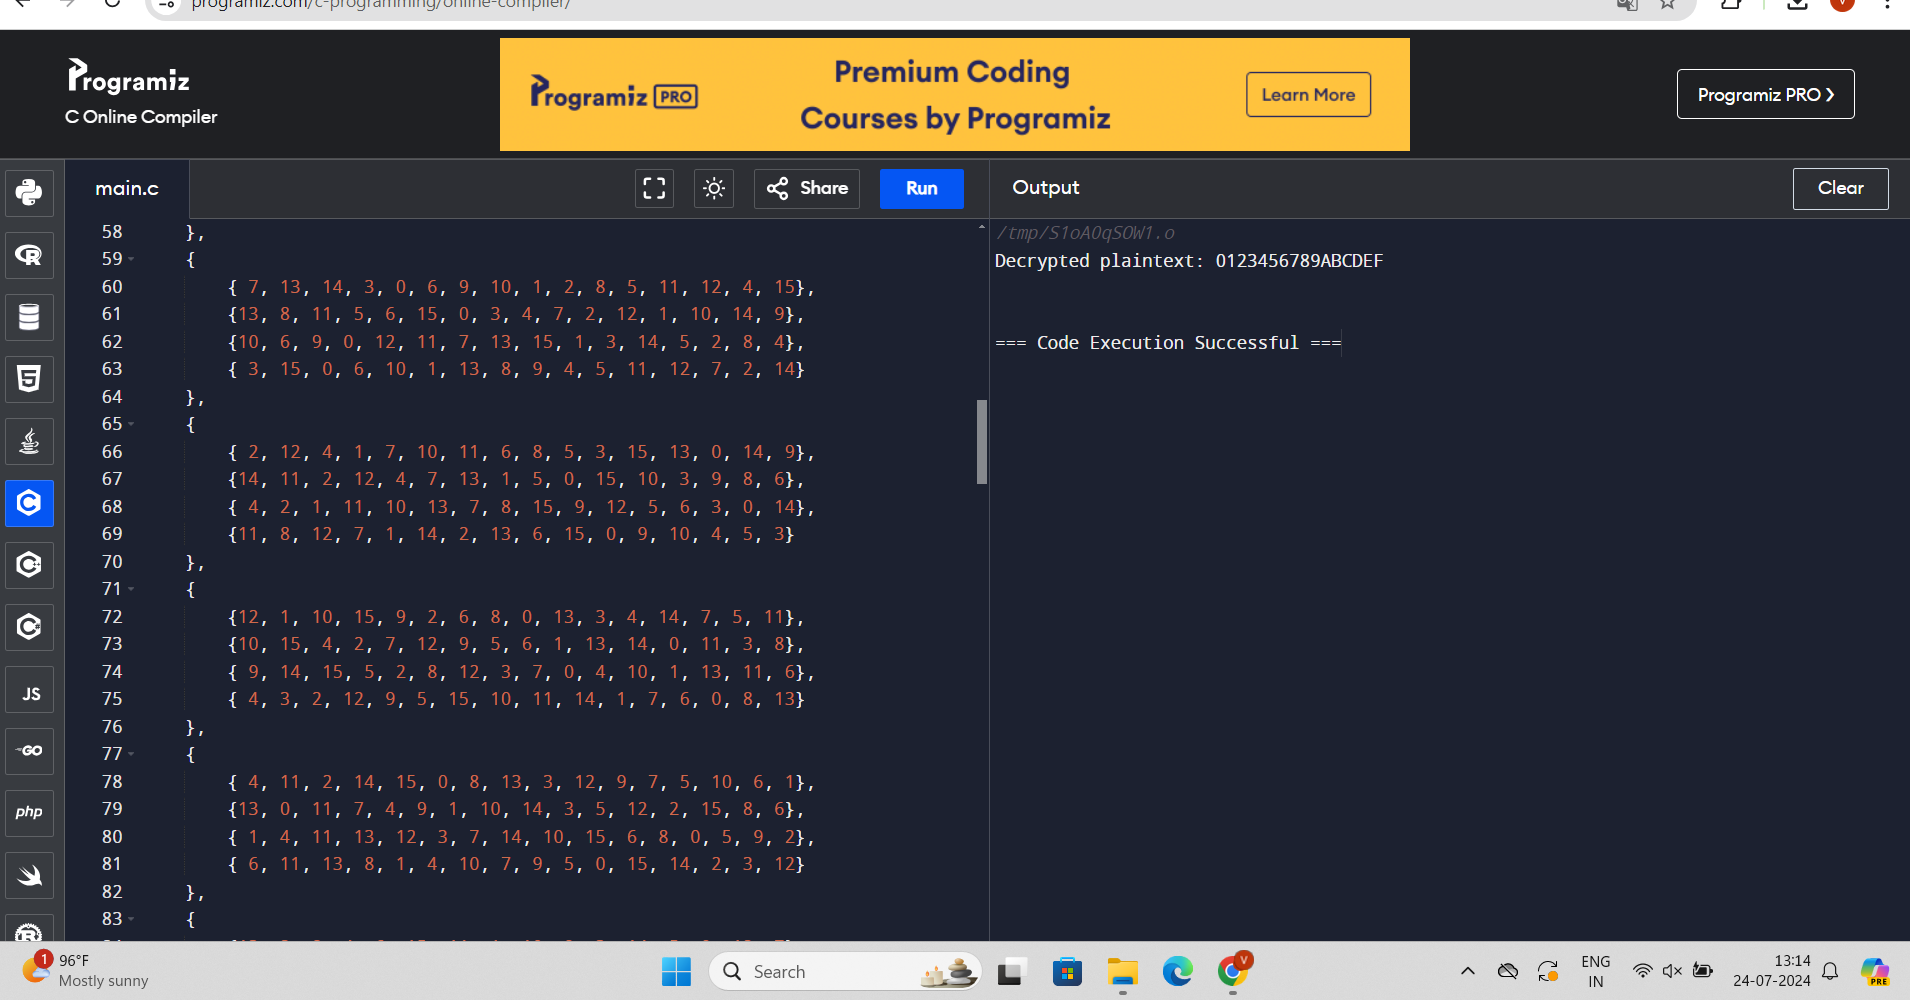 programiz.com/c-programming/online-compiler/
Programiz
C Online Compiler
Programiz PRO
Premium Coding
Courses by Programiz
Learn More
Programiz PRO ❯
main.c
Share
Run
Output
Clear
58 },
59 {
60 { 7, 13, 14, 3, 0, 6, 9, 10, 1, 2, 8, 5, 11, 12, 4, 15},
61 {13, 8, 11, 5, 6, 15, 0, 3, 4, 7, 2, 12, 1, 10, 14, 9},
62 {10, 6, 9, 0, 12, 11, 7, 13, 15, 1, 3, 14, 5, 2, 8, 4},
63 { 3, 15, 0, 6, 10, 1, 13, 8, 9, 4, 5, 11, 12, 7, 2, 14}
64 },
65 {
66 { 2, 12, 4, 1, 7, 10, 11, 6, 8, 5, 3, 15, 13, 0, 14, 9},
67 {14, 11, 2, 12, 4, 7, 13, 1, 5, 0, 15, 10, 3, 9, 8, 6},
68 { 4, 2, 1, 11, 10, 13, 7, 8, 15, 9, 12, 5, 6, 3, 0, 14},
69 {11, 8, 12, 7, 1, 14, 2, 13, 6, 15, 0, 9, 10, 4, 5, 3}
70 },
71 {
72 {12, 1, 10, 15, 9, 2, 6, 8, 0, 13, 3, 4, 14, 7, 5, 11},
73 {10, 15, 4, 2, 7, 12, 9, 5, 6, 1, 13, 14, 0, 11, 3, 8},
74 { 9, 14, 15, 5, 2, 8, 12, 3, 7, 0, 4, 10, 1, 13, 11, 6},
75 { 4, 3, 2, 12, 9, 5, 15, 10, 11, 14, 1, 7, 6, 0, 8, 13}
76 },
77 {
78 { 4, 11, 2, 14, 15, 0, 8, 13, 3, 12, 9, 7, 5, 10, 6, 1},
79 {13, 0, 11, 7, 4, 9, 1, 10, 14, 3, 5, 12, 2, 15, 8, 6},
80 { 1, 4, 11, 13, 12, 3, 7, 14, 10, 15, 6, 8, 0, 5, 9, 2},
81 { 6, 11, 13, 8, 1, 4, 10, 7, 9, 5, 0, 15, 14, 2, 3, 12}
82 },
83 {
/tmp/S1oAOqSOW1.o
Decrypted plaintext: 0123456789ABCDEF
=== Code Execution Successful ===
JS
GO
php
1
96°F
Mostly sunny
Search
V
ENG
IN
13:14
24-07-2024
PRE